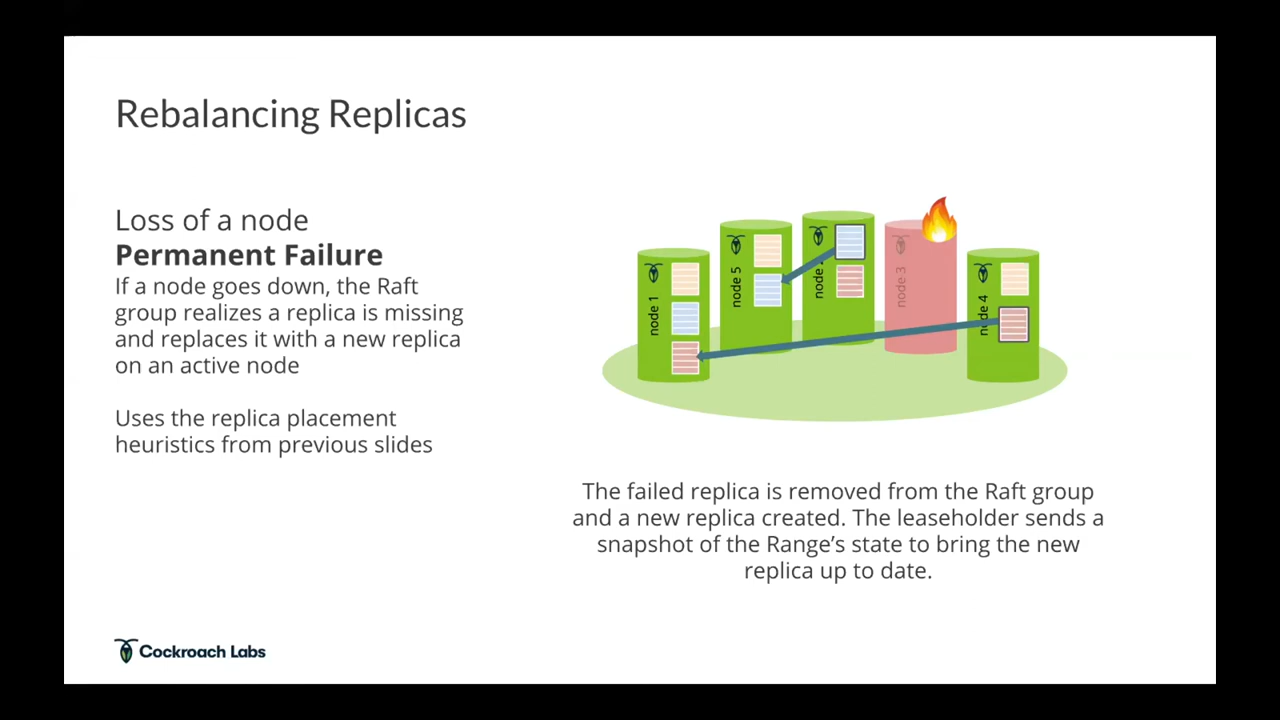 Rebalancing Replicas
Loss of a node
Permanent Failure
If a node goes down, the Raft
group realizes a replica is missing
and replaces it with a new replica
on an active node
Uses the replica placement
heuristics from previous slides
node 1
node 5
node
node 3
node 4
The failed replica is removed from the Raft group
and a new replica created. The leaseholder sends a
snapshot of the Range’s state to bring the new
replica up to date.
Cockroach Labs